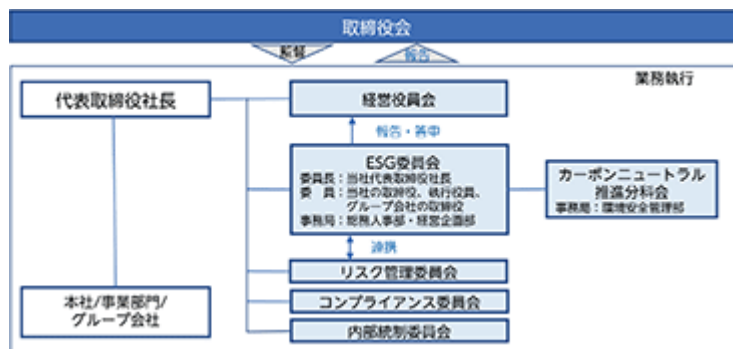 取締役会
監督
報告
業務執行
代表取締役社長
経営役員会
報告・答申
ESG委員会
委員長：当社代表取締役社長
委　員：当社の取締役、執行役員、
グループ会社の取締役
事務局：総務人事部・経営企画部
カーボンニュートラル
推進分科会
事務局：環境安全管理部
連携
リスク管理委員会
本社/事業部門/
グループ会社
コンプライアンス委員会
内部統制委員会